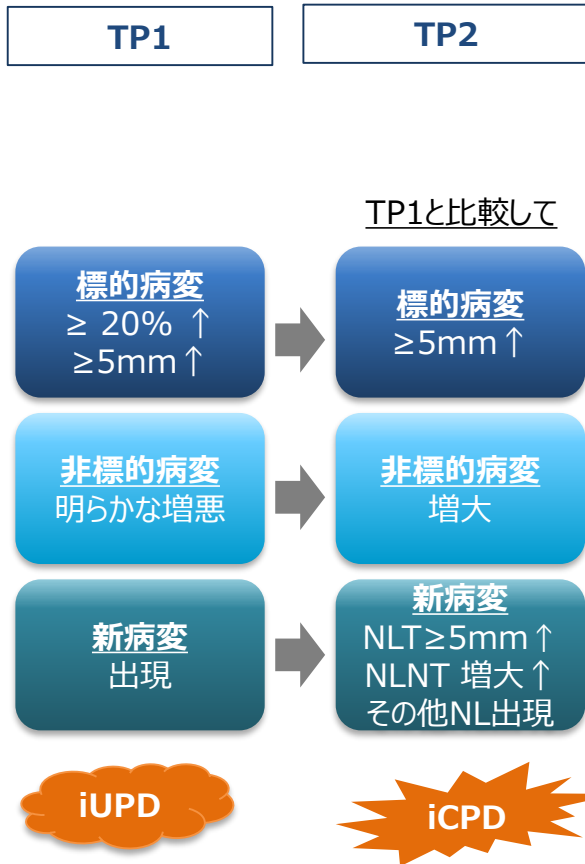 TP1
TP2
TP1と比較して
標的病変
≥ 20% ↑
≥5mm↑
標的病変
≥5mm↑
非標的病変
明らかな増悪
非標的病変
増大
新病変
出現
新病変
NLT≥5mm↑
NLNT 増大↑
その他NL出現
iUPD
iCPD